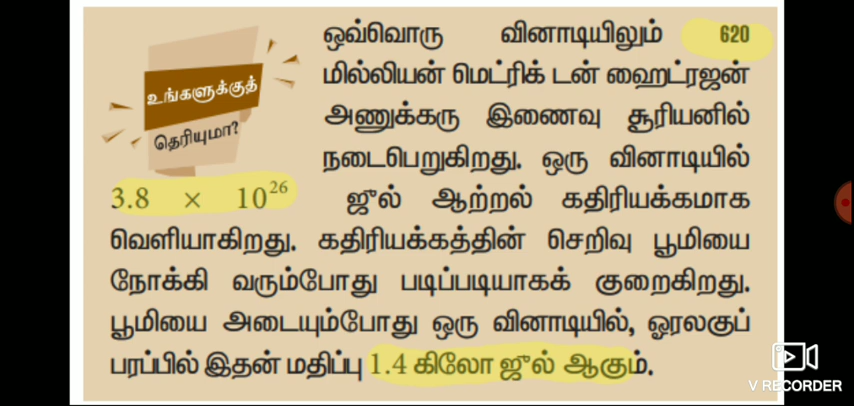 உங்களுக்குத்
தெரியுமா?
ஒவ்வொரு வினாடியிலும் 620
மில்லியன் மெட்ரிக் டன் ஹைட்ரஜன்
அணுக்கரு இணைவு சூரியனில்
நடைபெறுகிறது. ஒரு வினாடியில்
3.8 × 10²⁶ ஜுல் ஆற்றல் கதிரியக்கமாக
வெளியாகிறது. கதிரியக்கத்தின் செறிவு பூமியை
நோக்கி வரும்போது படிப்படியாகக் குறைகிறது.
பூமியை அடையும்போது ஒரு வினாடியில், ஓரலகுப்
பரப்பில் இதன் மதிப்பு 1.4 கிலோ ஜுல் ஆகும்.
V RECORDER